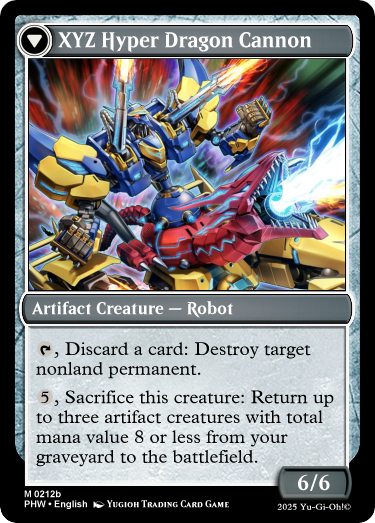 XYZ Hyper Dragon Cannon
Artifact Creature — Robot
, Discard a card: Destroy target
nonland permanent.
5, Sacrifice this creature: Return up
to three artifact creatures with total
mana value 8 or less from your
graveyard to the battlefield.
6/6
M 0212b
PHW • English Yugioh Trading Card Game
2025 Yu-Gi-Oh!©